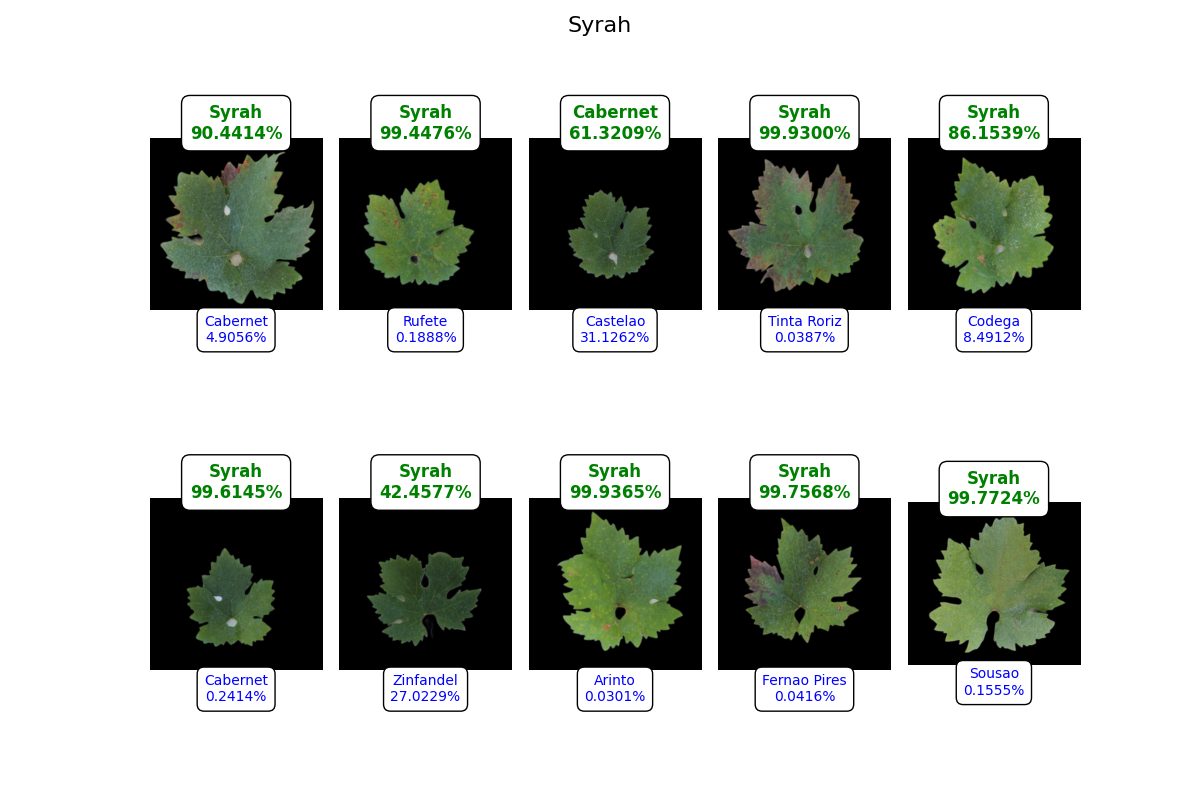 Syrah
Syrah
90.4414%
Syrah
99.4476%
Cabernet
61.3209%
Syrah
99.9300%
Syrah
86.1539%
Cabernet
4.9056%
Rufete
0.1888%
Castelao
31.1262%
Tinta Roriz
0.0387%
Codega
8.4912%
Syrah
99.6145%
Syrah
42.4577%
Syrah
99.9365%
Syrah
99.7568%
Syrah
99.7724%
Cabernet
0.2414%
Zinfandel
27.0229%
Arinto
0.0301%
Fernao Pires
0.0416%
Sousao
0.1555%